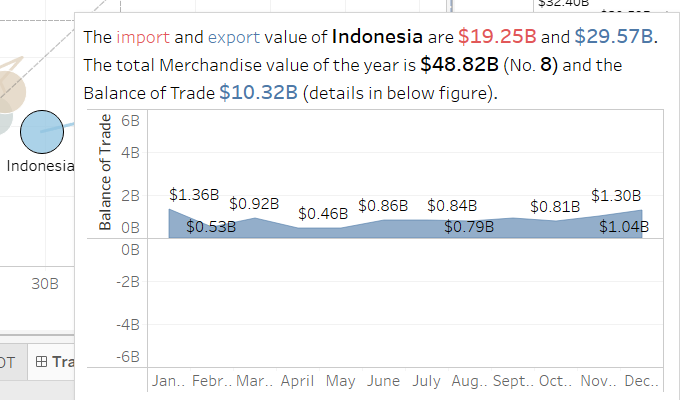 $32.40B
The import and export value of Indonesia are $19.25B and $29.57B.
The total Merchandise value of the year is $48.82B (No. 8) and the
Balance of Trade $10.32B (details in below figure).
Indonesia
30B
Balance of Trade
6B
4B
2B
0B
0B
-2B
-4B
-6B
$1.36B
$0.53B
$0.92B
$0.46B
$0.86B
$0.84B
$0.79B
$0.81B
$1.04B
$1.30B
Jan.. Febr.. Mar.. April May June July Aug.. Sept.. Oct.. Nov.. Dec..
OT
Tra